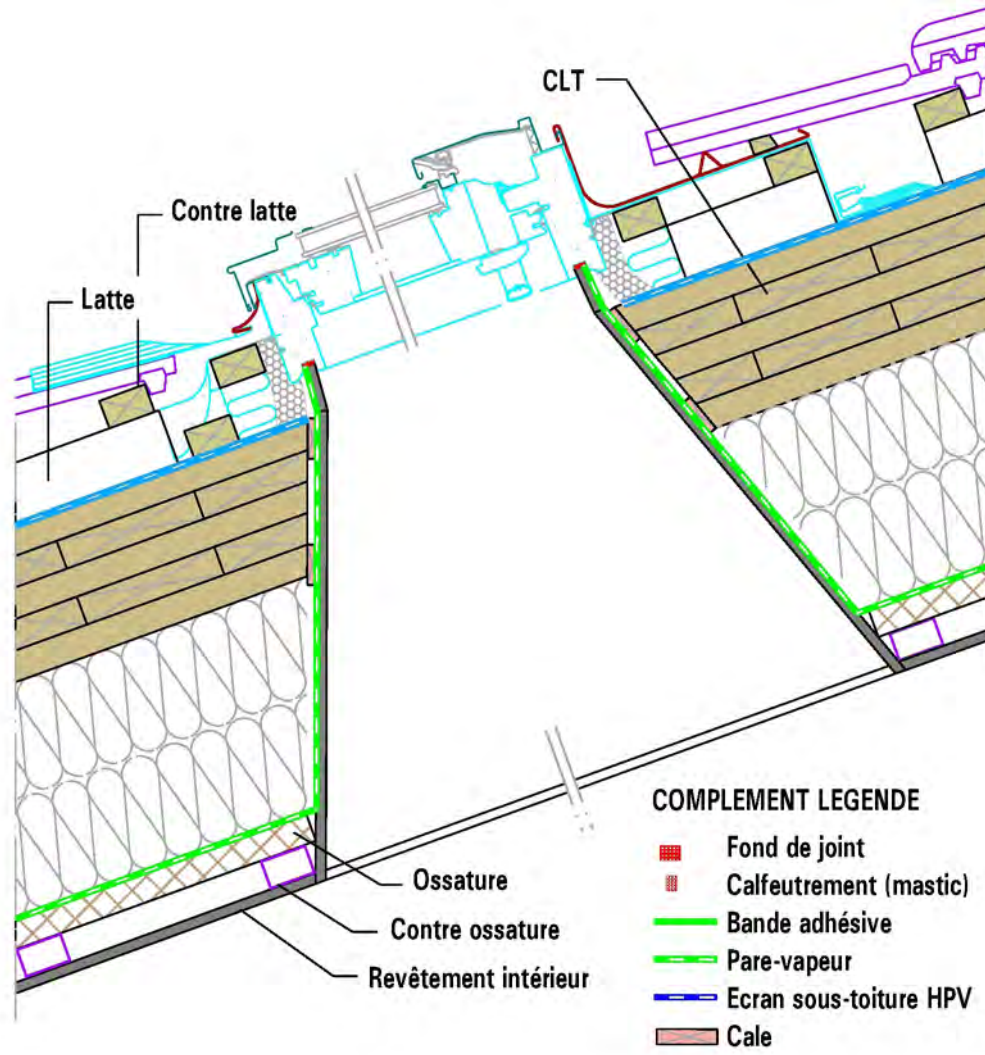 CLT
Contre latte
Latte
COMPLEMENT LEGENDE
Fond de joint
Calfeutrement (mastic)
Bande adhésive
Pare-vapeur
Ecran sous-toiture HPV
Cale
Ossature
Contre ossature
Revêtement intérieur